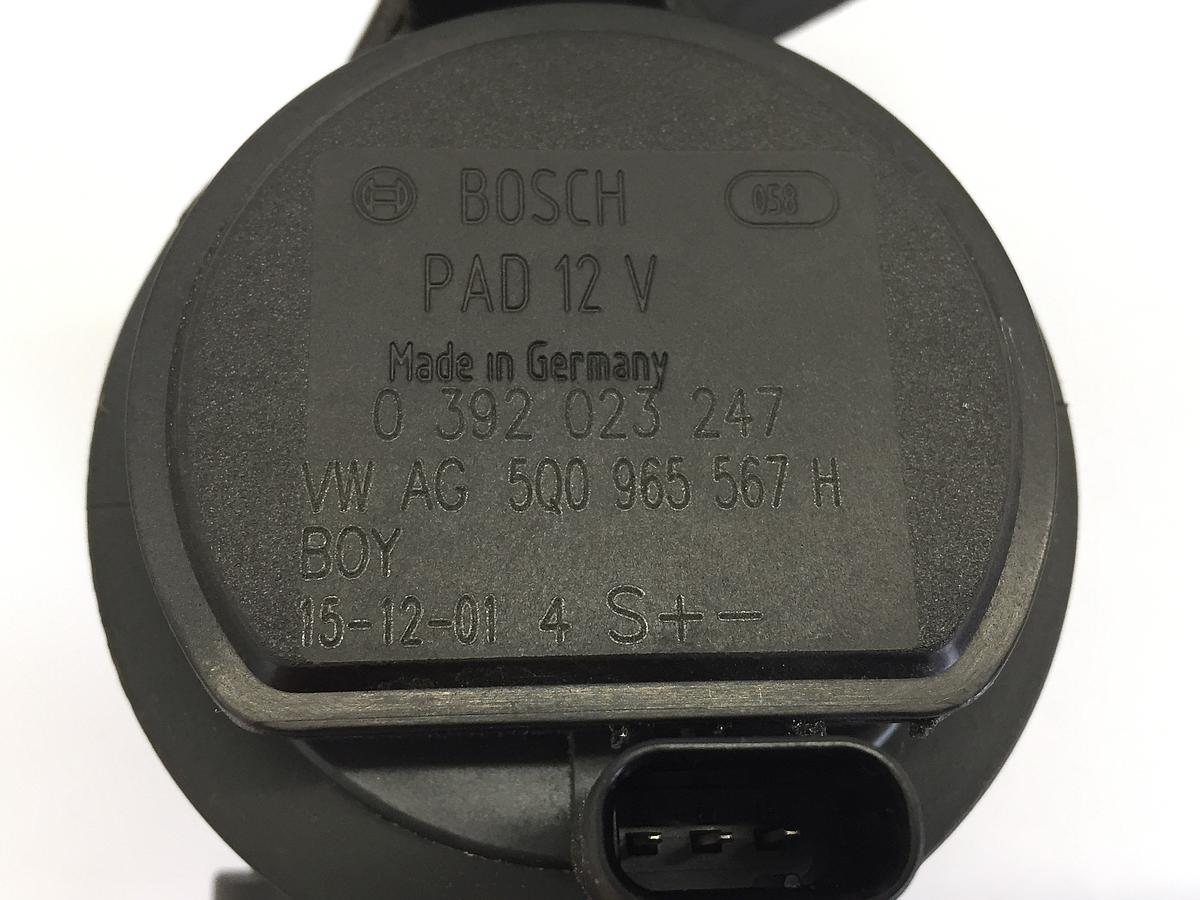 BOSCH 058
PAD 12 V
Made in Germany
0 392 023 247
VW AG 5Q0 965 567 H
BOY
15-12-01 4 S+-